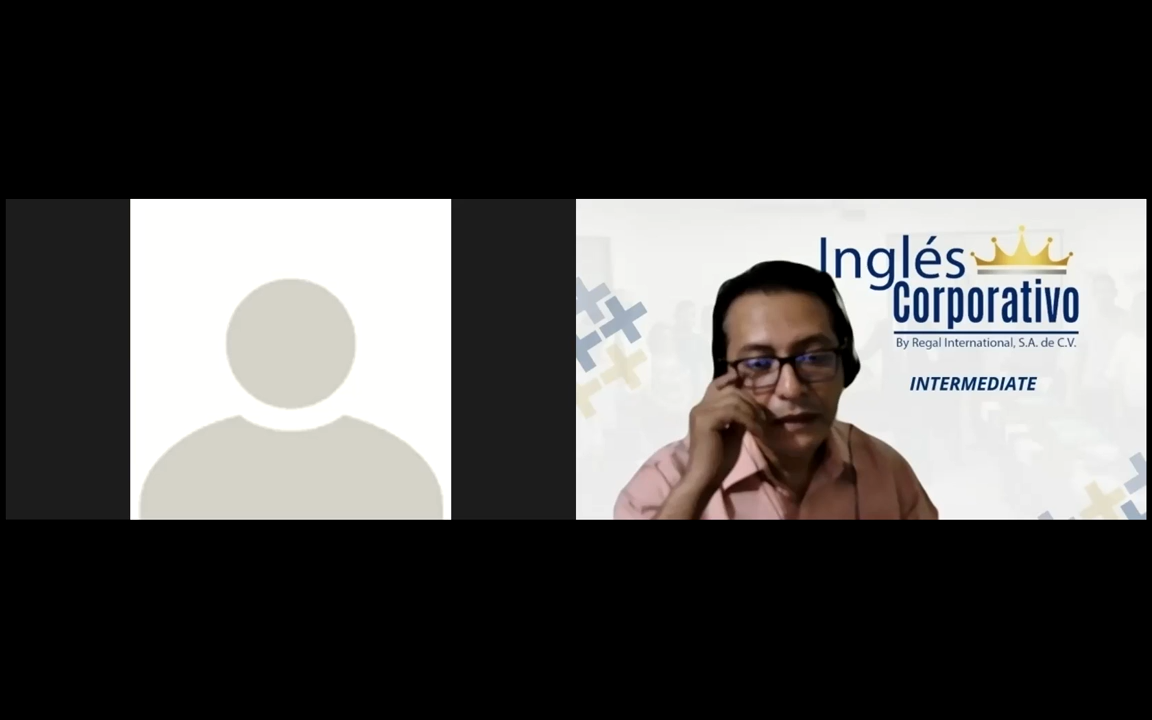 Inglés
Corporativo
By Regal International, S.A. de C.V.
INTERMEDIATE